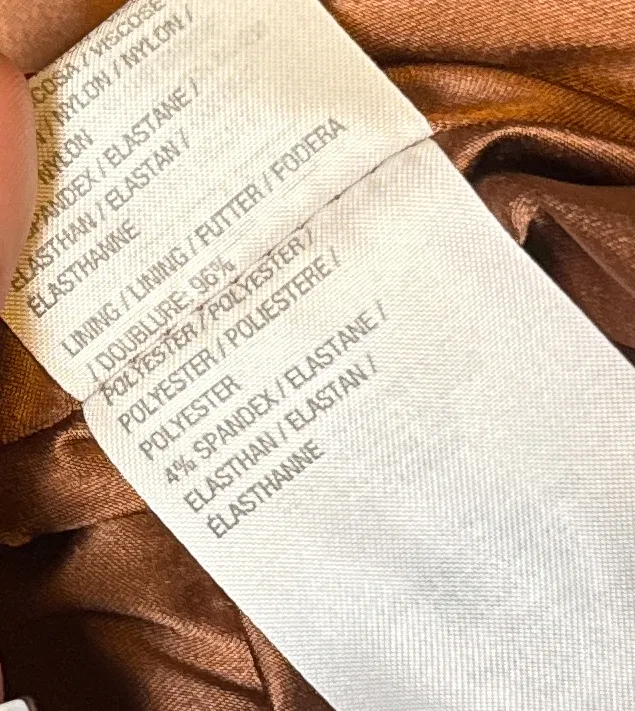 COSA / VISCOSE
/ NYLON / NYLON /
NYLON
SPANDEX / ELASTANE /
ELASTHAN / ELASTAN /
ÉLASTHANNE
LINING / LINING / FUTTER / FODERA
/ DOUBLURE 96%
POLYESTER / POLYESTER /
POLYESTER / POLIESTERE /
POLYESTER
4% SPANDEX / ELASTANE /
ELASTHAN / ELASTAN /
ÉLASTHANNE